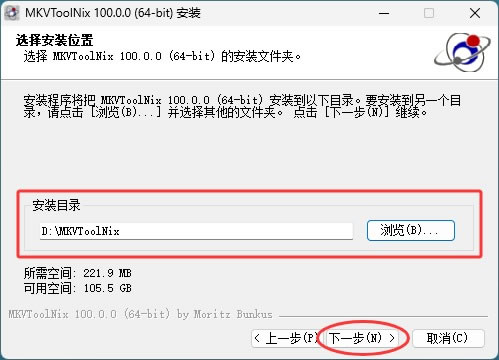 MKVToolNix 100.0.0 (64-bit) 安装
选择安装位置
选择 MKVToolNix 100.0.0 (64-bit) 的安装文件夹。
安装程序将把 MKVToolNix 100.0.0 (64-bit) 安装到以下目录。要安装到另一个目
录，请点击 [浏览(B)...] 并选择其他的文件夹。 点击 [下一步(N)] 继续。
安装目录
D:\MKVToolNix
浏览(B)...
所需空间: 221.9 MB
可用空间: 105.5 GB
MKVToolNix 100.0.0 (64-bit) by Moritz Bunkus
< 上一步(P) 下一步(N) > 取消(C)